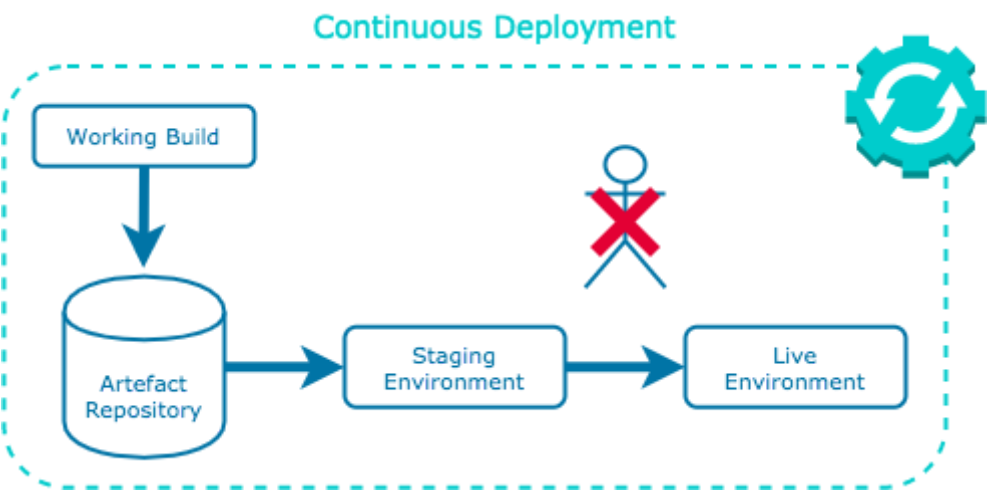 Continuous Deployment
Working Build
Artefact
Repository
Staging
Environment
Live
Environment